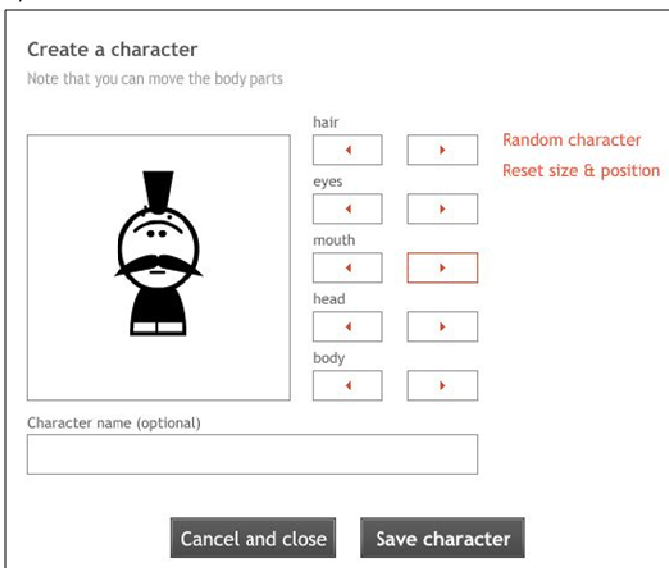 Create a character
Note that you can move the body parts
hair
Random character
Reset size & position
eyes
mouth
head
body
Character name (optional)
Cancel and close
Save character